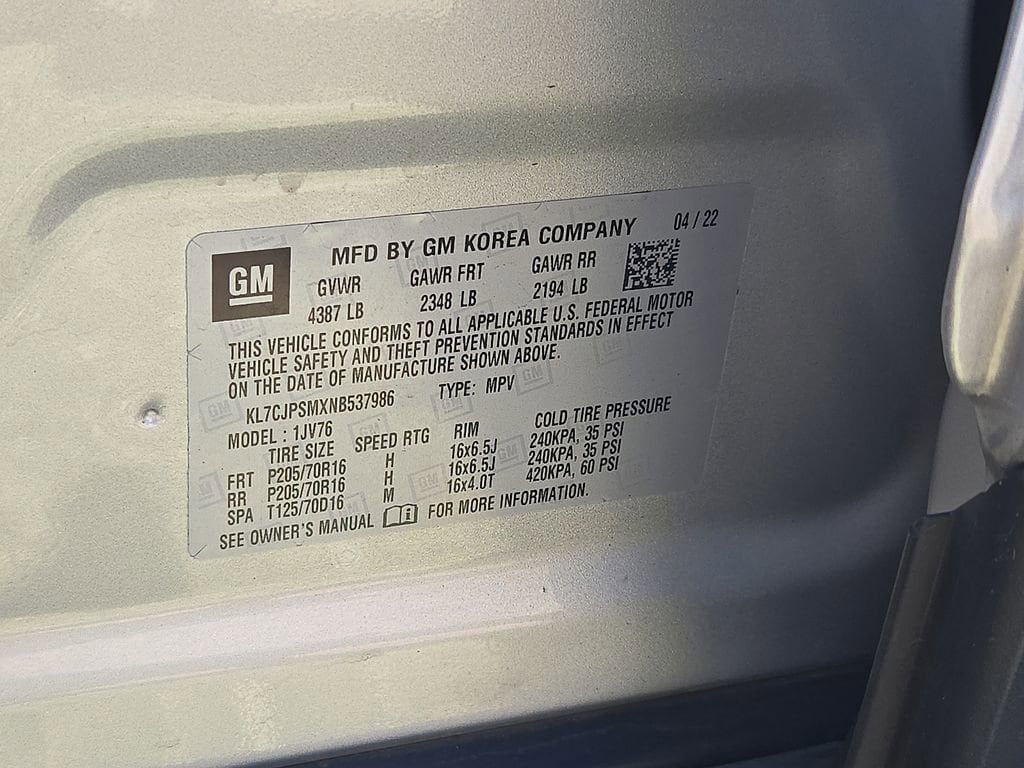 MFD BY GM KOREA COMPANY 04 / 22
GM
GVWR GAWR FRT GAWR RR
4387 LB 2348 LB 2194 LB
THIS VEHICLE CONFORMS TO ALL APPLICABLE U.S. FEDERAL MOTOR
VEHICLE SAFETY AND THEFT PREVENTION STANDARDS IN EFFECT
ON THE DATE OF MANUFACTURE SHOWN ABOVE.
KL7CJPSMXNB537986 TYPE: MPV
MODEL : 1JV76
TIRE SIZE SPEED RTG RIM COLD TIRE PRESSURE
FRT P205/70R16 H 16x6.5J 240KPA, 35 PSI
RR P205/70R16 H 16x6.5J 240KPA, 35 PSI
SPA T125/70D16 M 16x4.0T 420KPA, 60 PSI
SEE OWNER'S MANUAL FOR MORE INFORMATION.